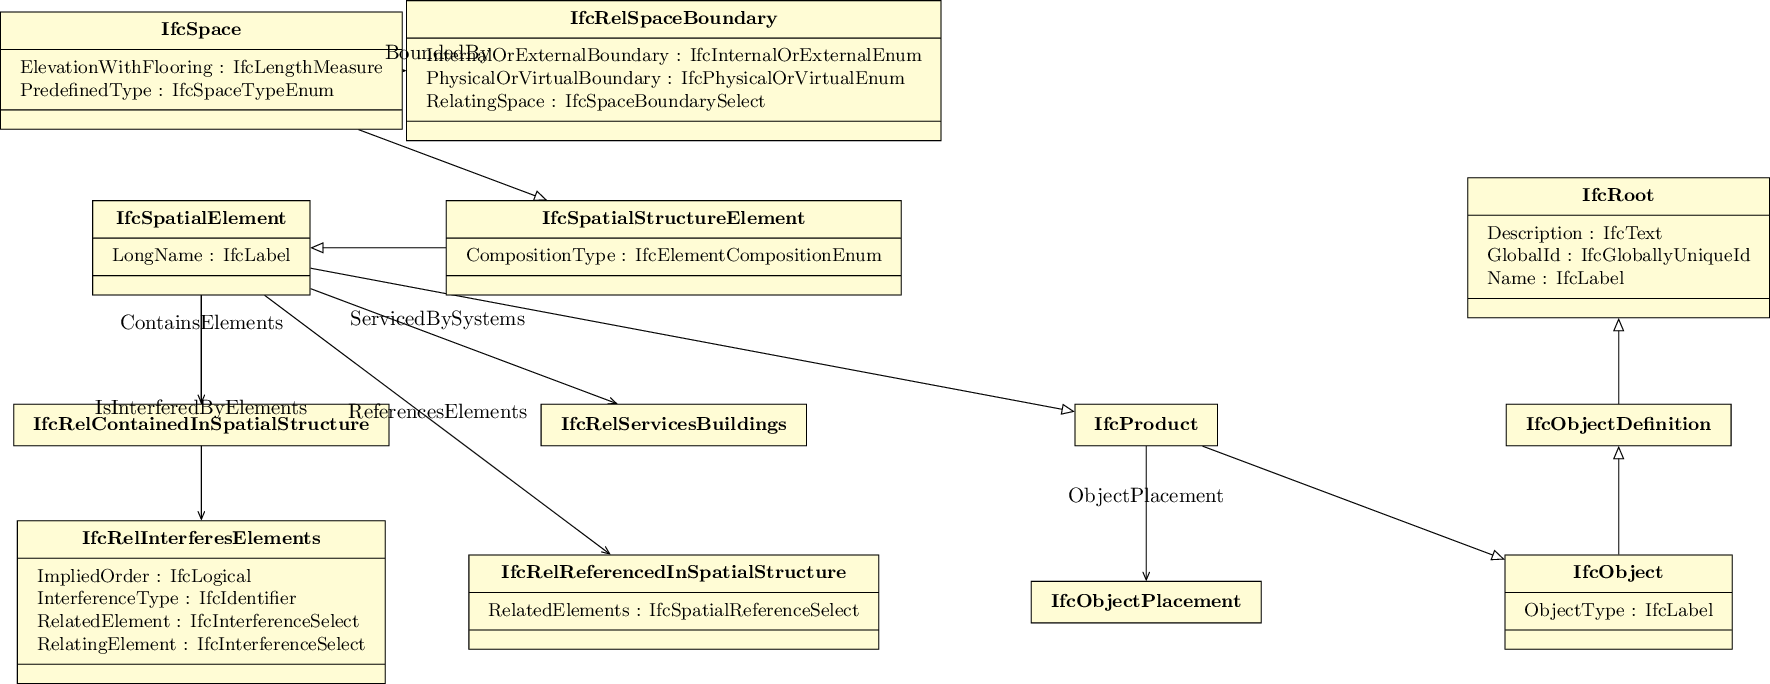 IfcSpace
ElevationWithFlooring : IfcLengthMeasure
PredefinedType : IfcSpaceTypeEnum
BoundedBy
IfcRelSpaceBoundary
InternalOrExternalBoundary : IfcInternalOrExternalEnum
PhysicalOrVirtualBoundary : IfcPhysicalOrVirtualEnum
RelatingSpace : IfcSpaceBoundarySelect
IfcSpatialElement
LongName : IfcLabel
IfcSpatialStructureElement
CompositionType : IfcElementCompositionEnum
IfcRoot
Description : IfcText
GlobalId : IfcGloballyUniqueId
Name : IfcLabel
ContainsElements
ServicedBySystems
IsInterferedByElements
ReferencesElements
IfcRelContainedInSpatialStructure
IfcRelServicesBuildings
IfcProduct
IfcObjectDefinition
ObjectPlacement
IfcRelInterferesElements
ImpliedOrder : IfcLogical
InterferenceType : IfcIdentifier
RelatedElement : IfcInterferenceSelect
RelatingElement : IfcInterferenceSelect
IfcRelReferencedInSpatialStructure
RelatedElements : IfcSpatialReferenceSelect
IfcObjectPlacement
IfcObject
ObjectType : IfcLabel